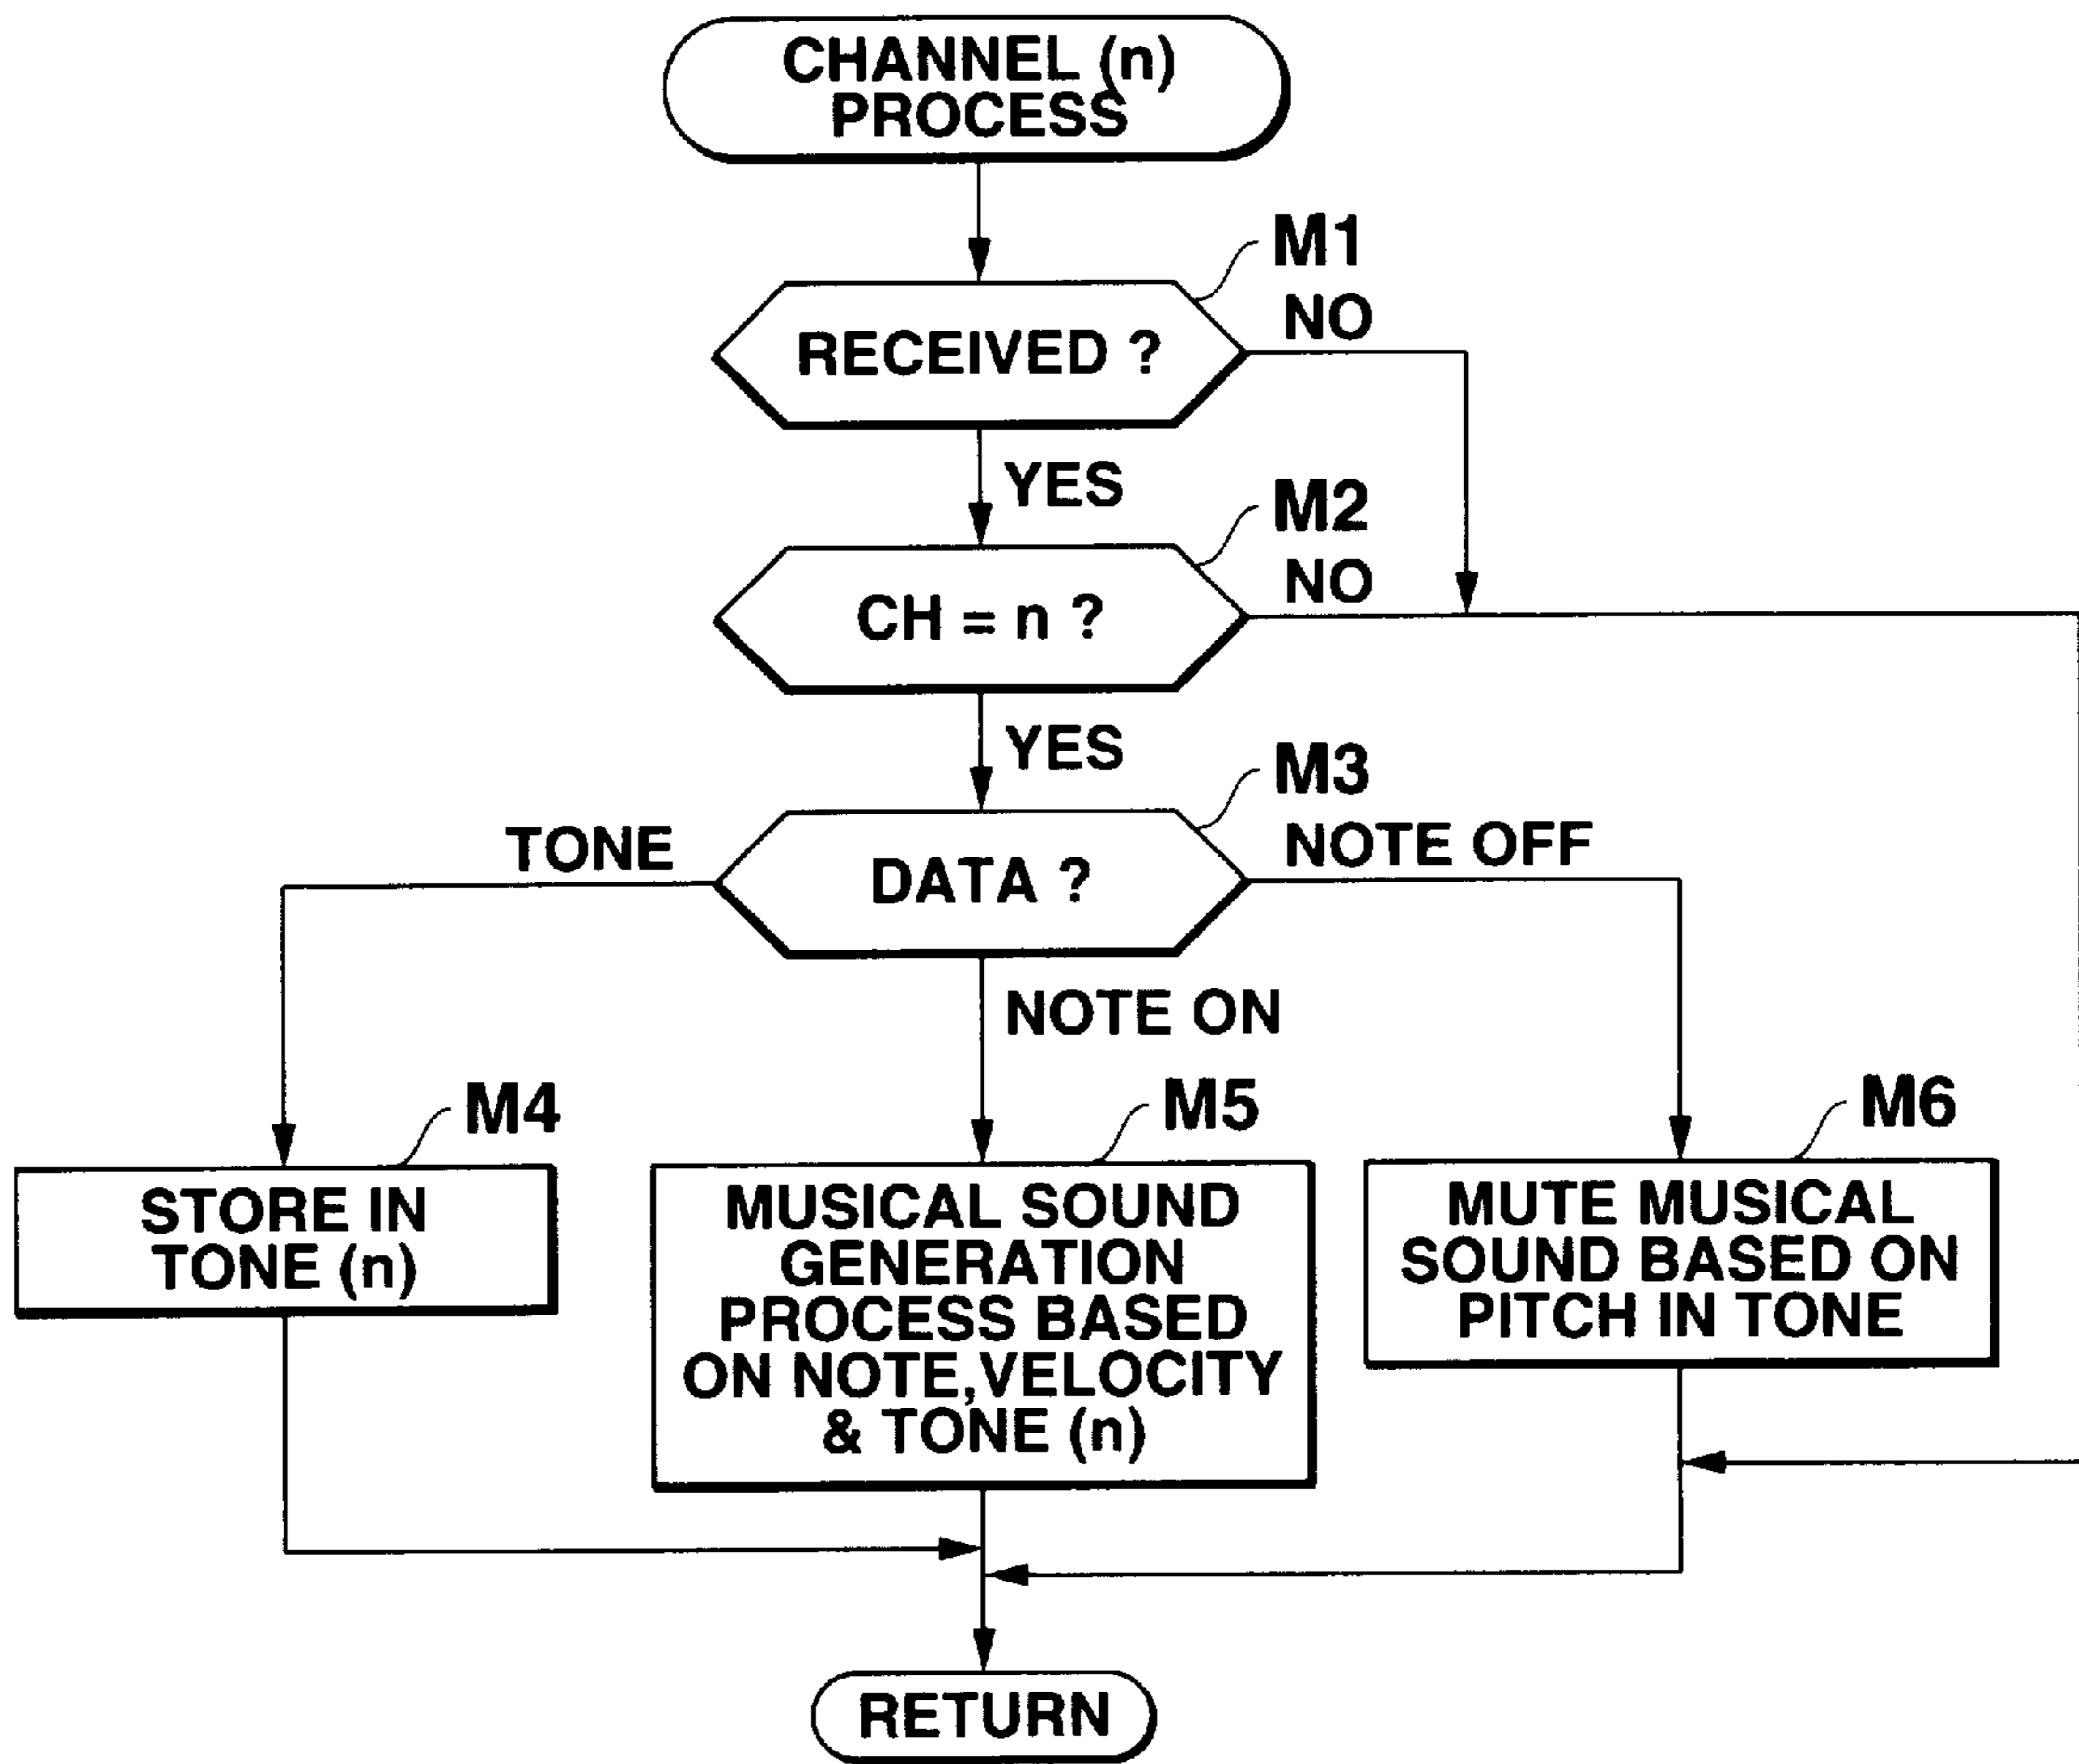 CHANNEL (n)
PROCESS
M1
NO
RECEIVED ?
YES
M2
NO
CH = n ?
YES
M3
TONE
NOTE OFF
DATA ?
NOTE ON
M4
M5
M6
STORE IN
TONE (n)
MUSICAL SOUND
GENERATION
PROCESS BASED
ON NOTE,VELOCITY
& TONE (n)
MUTE MUSICAL
SOUND BASED ON
PITCH IN TONE
RETURN